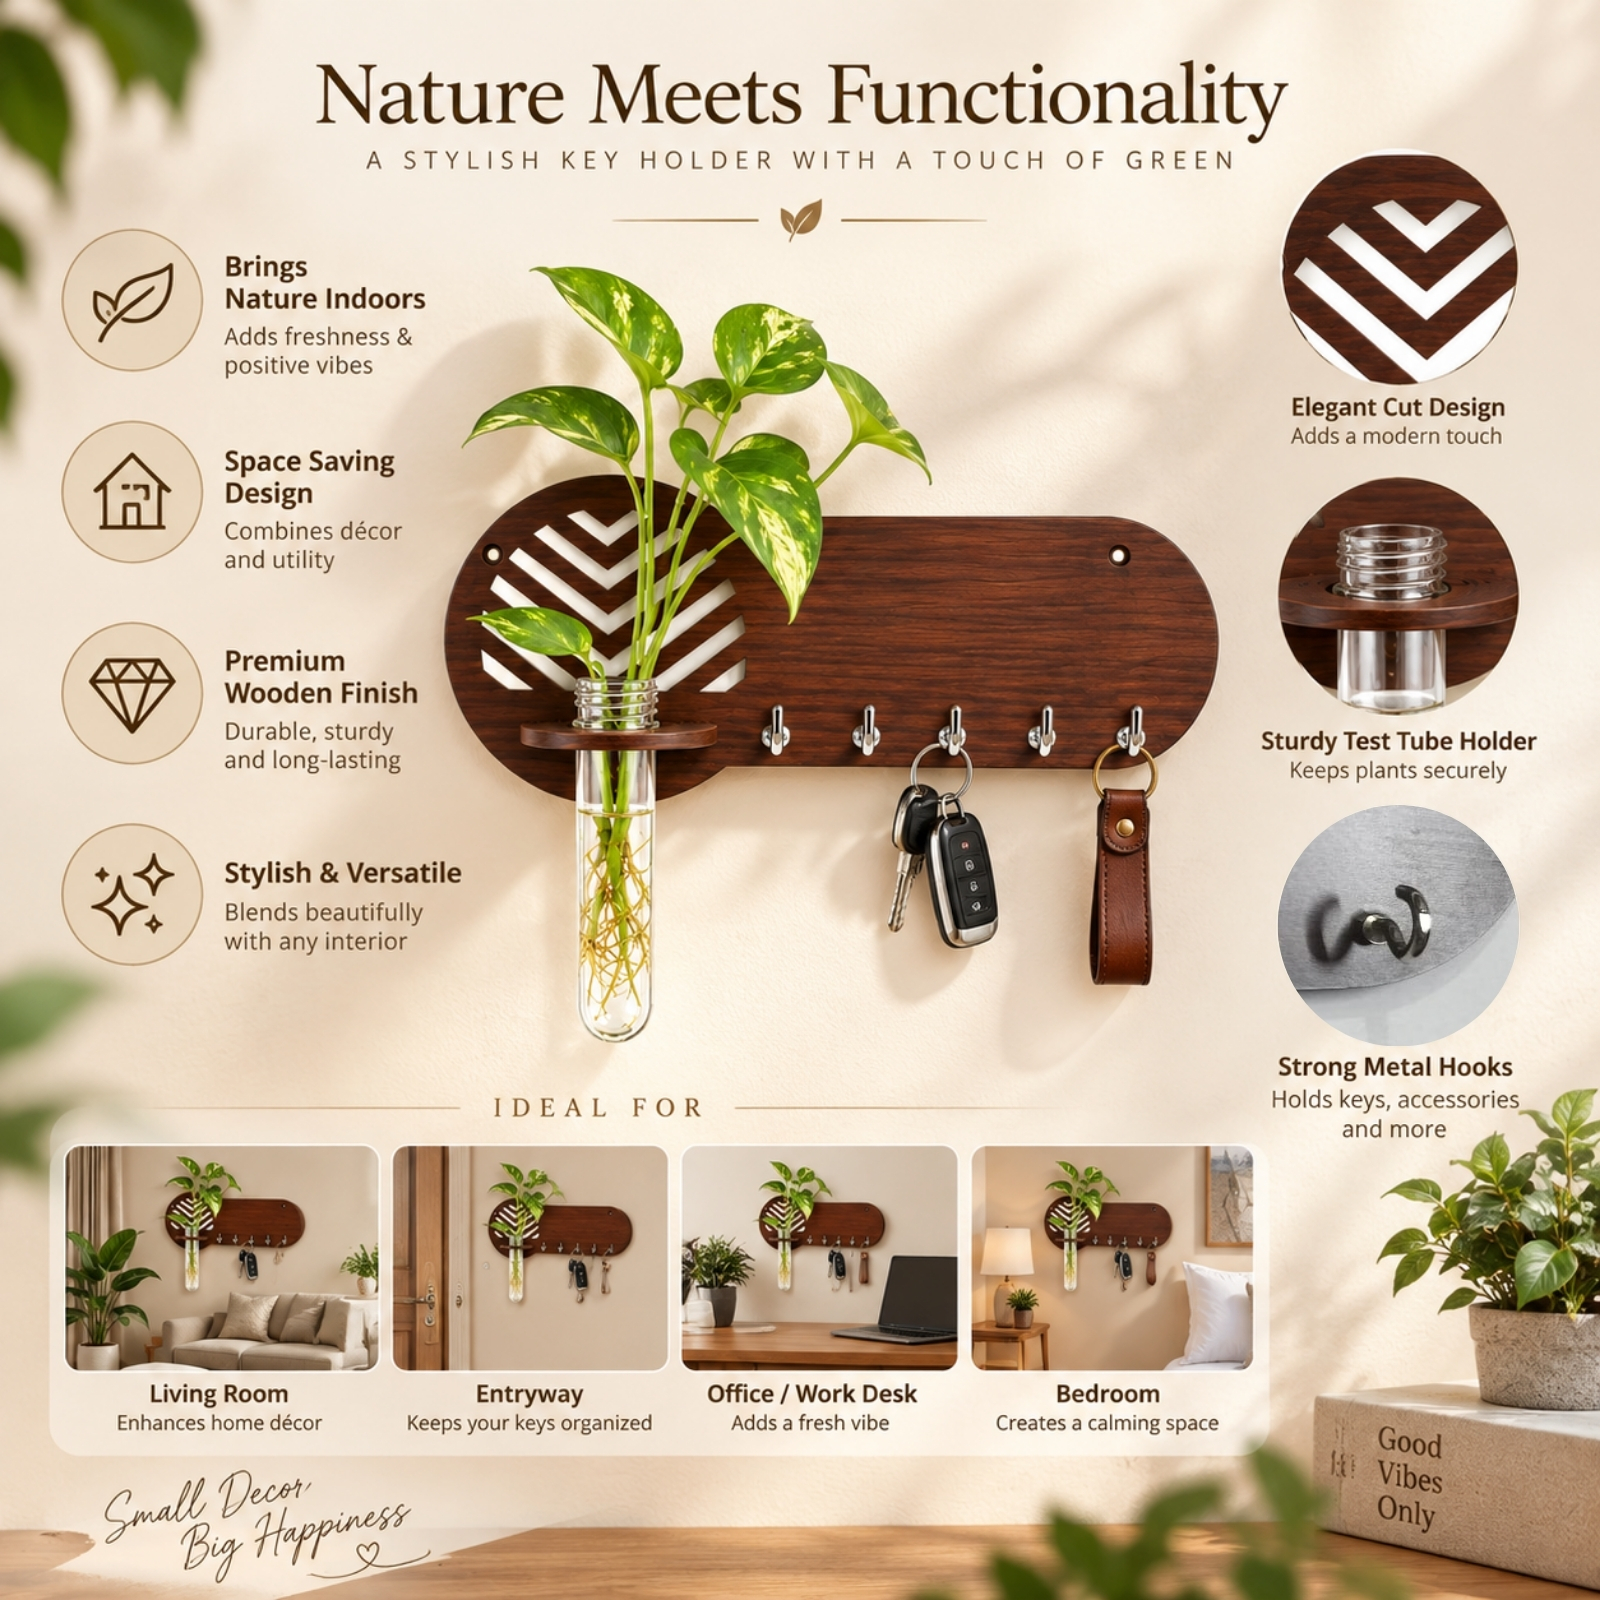 Nature Meets Functionality
A STYLISH KEY HOLDER WITH A TOUCH OF GREEN
Brings
Nature Indoors
Adds freshness &
positive vibes
Space Saving
Design
Combines décor
and utility
Premium
Wooden Finish
Durable, sturdy
and long-lasting
Stylish & Versatile
Blends beautifully
with any interior
Elegant Cut Design
Adds a modern touch
Sturdy Test Tube Holder
Keeps plants securely
Strong Metal Hooks
Holds keys, accessories
and more
IDEAL FOR
Living Room
Enhances home décor
Entryway
Keeps your keys organized
Office / Work Desk
Adds a fresh vibe
Bedroom
Creates a calming space
Small Decor,
Big Happiness
Good
Vibes
Only